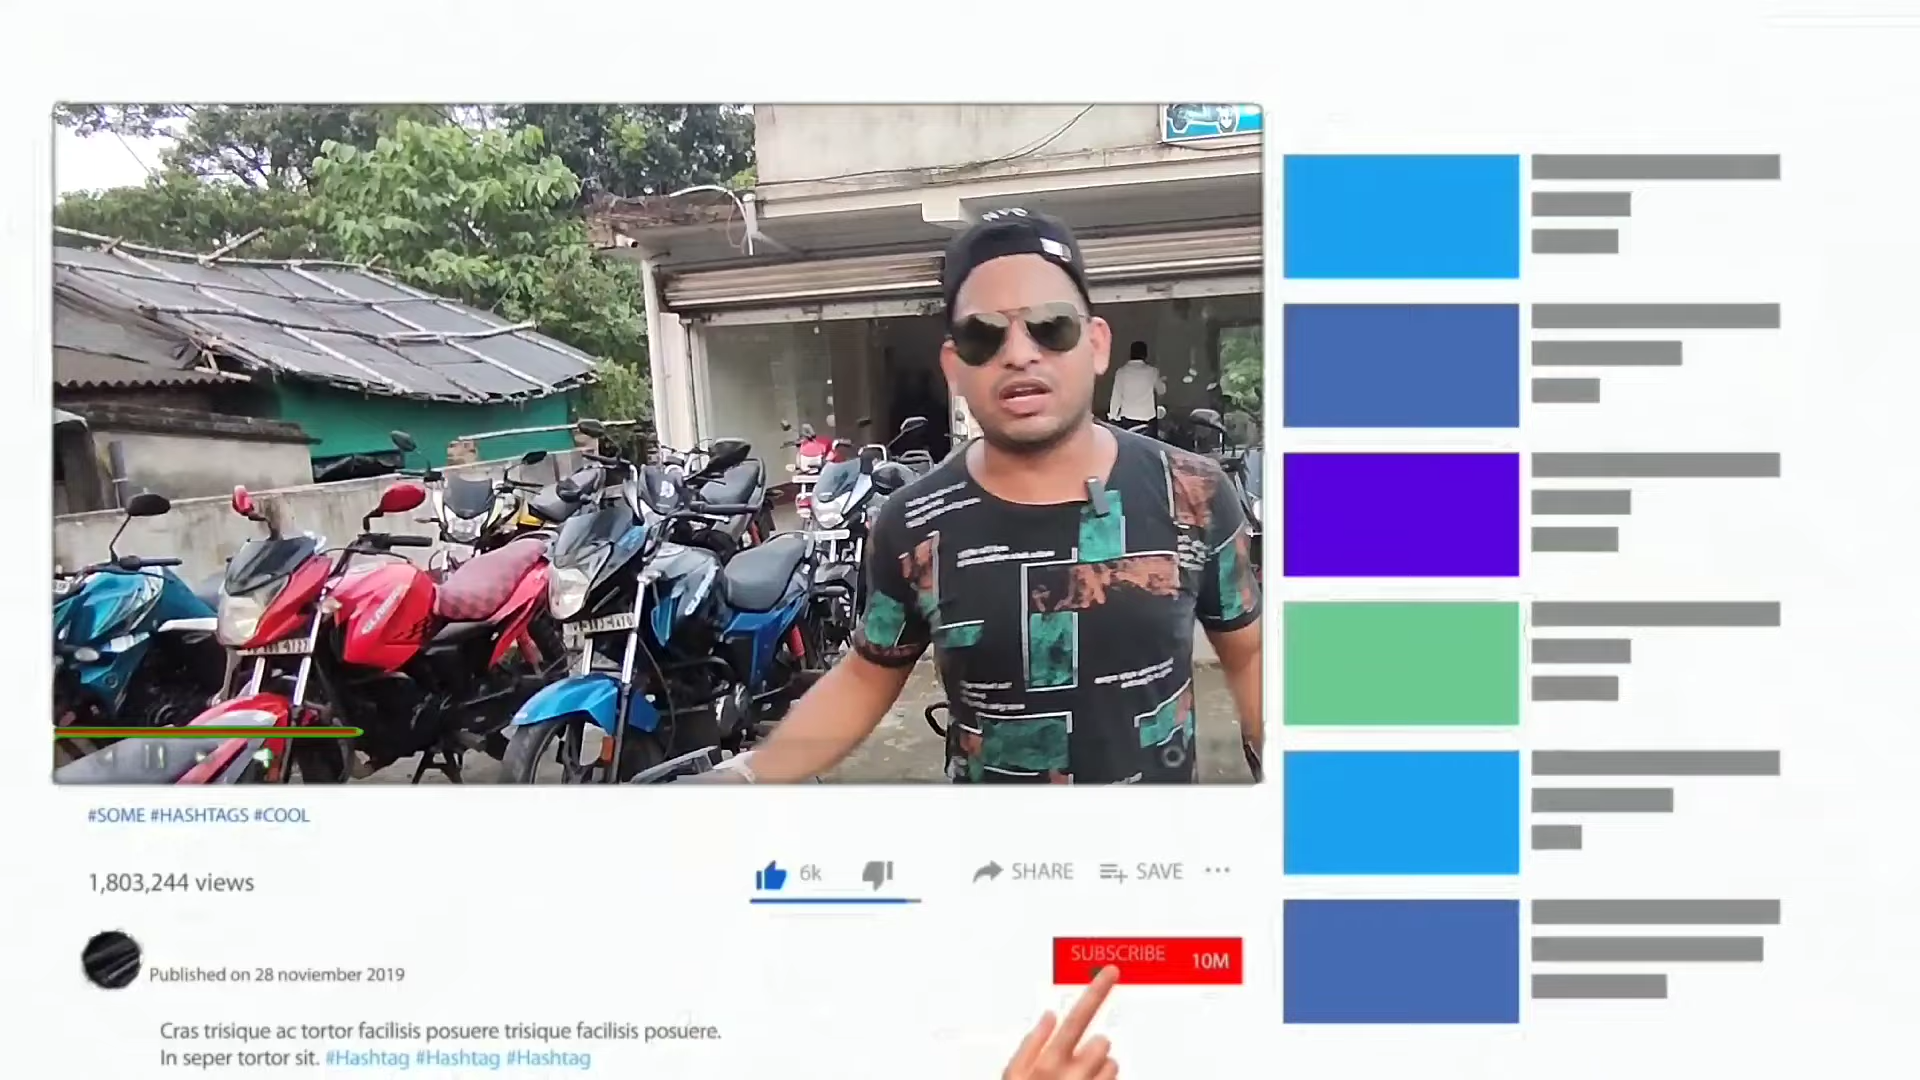 #SOME #HASHTAGS #COOL
1,803,244 views
6k
SHARE
SAVE
SUBSCRIBE
10M
Published on 28 noviember 2019
Cras trisique ac tortor facilisis posuere trisique facilisis posuere.
In seper tortor sit. #Hashtag #Hashtag #Hashtag